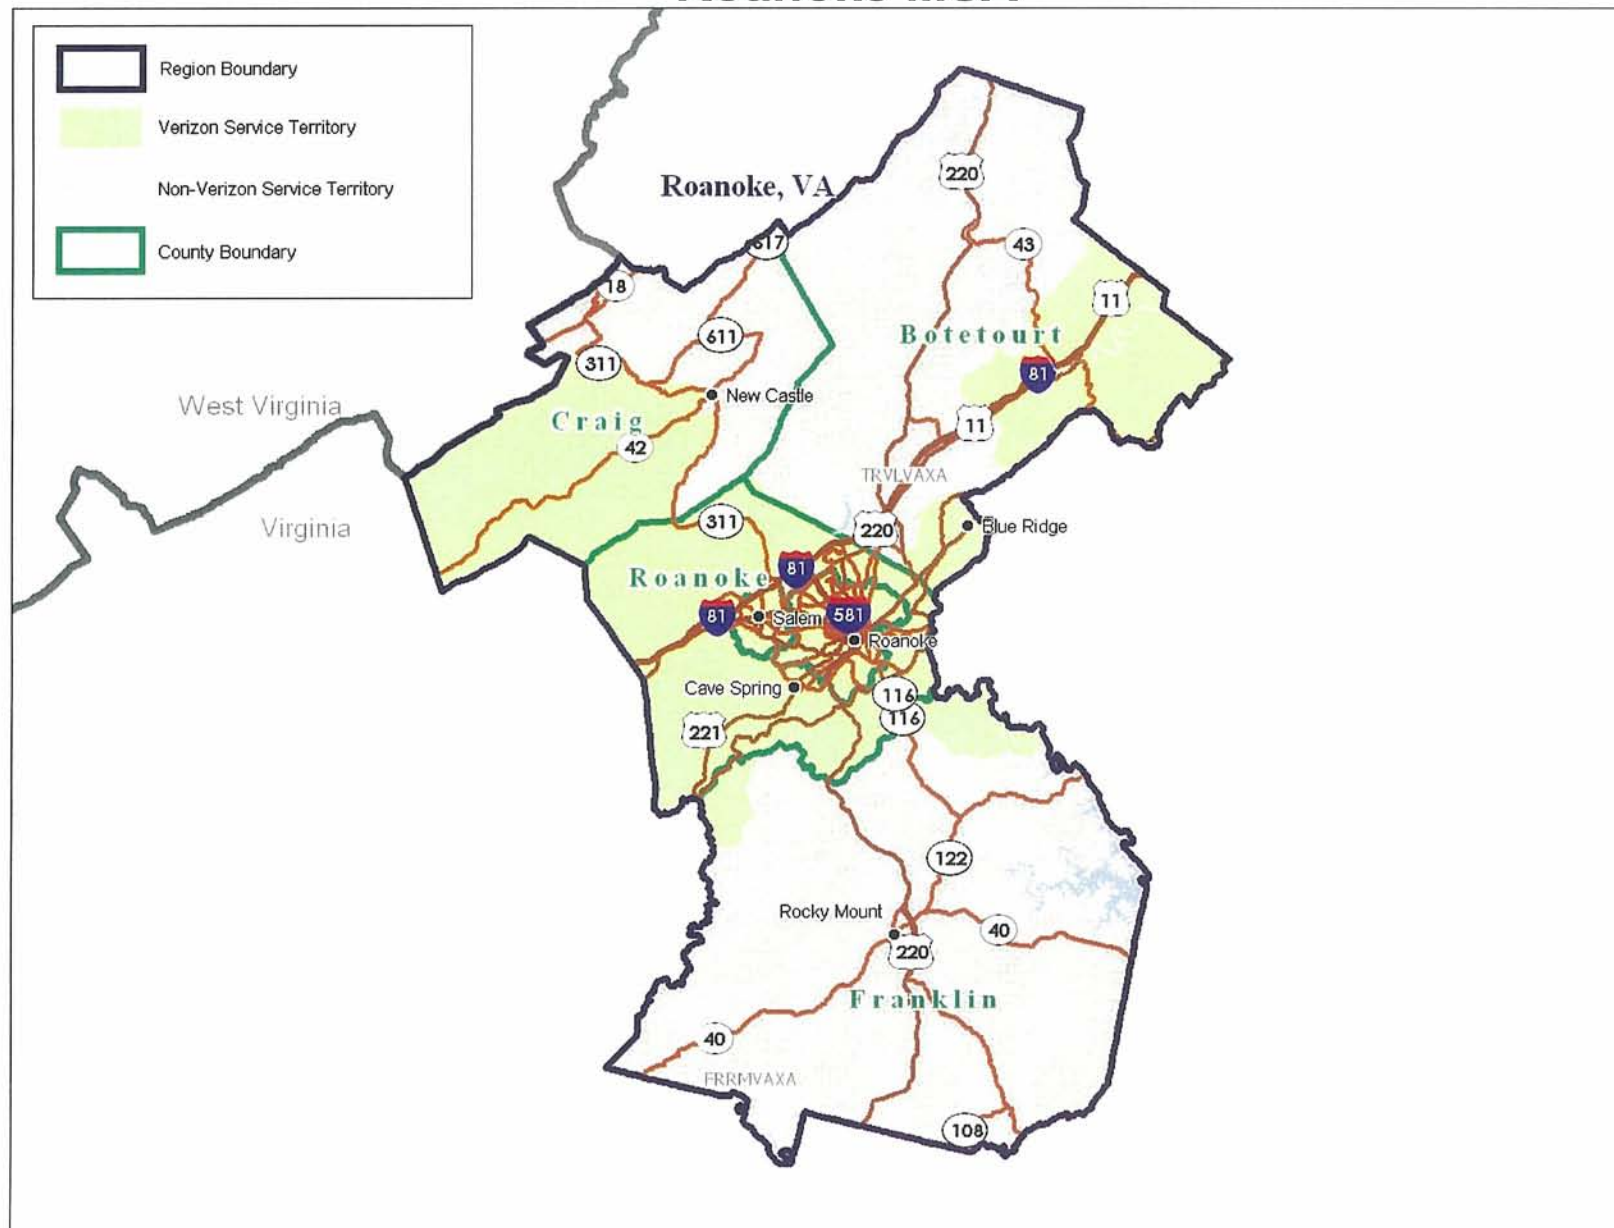 Region Boundary
Verizon Service Territory
Non-Verizon Service Territory
County Boundary
Roanoke, VA
220
617
43
18
11
611
Botetourt
311
81
New Castle
West Virginia
Craig
11
42
TRVLVAXA
Virginia
311
220
Blue Ridge
81
Roanoke
81
Salem
581
Roanoke
Cave Spring
116
116
221
122
Rocky Mount
40
220
Franklin
40
FRRMVAXA
108